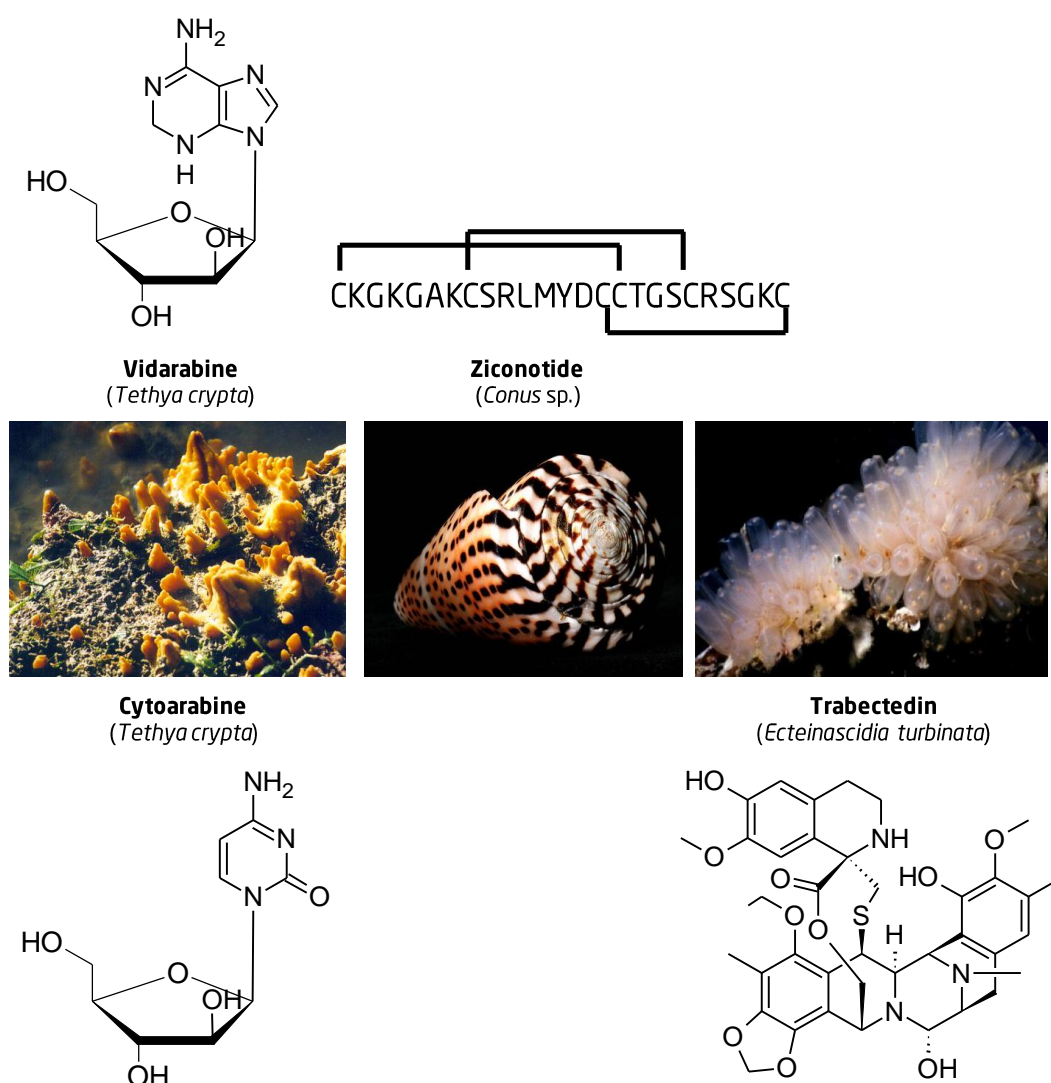 NH2
N
N
N
H
N
HO
O
OH
OH
CKGKGAKCSRLMYDCCTGSCRSGKC
Vidarabine
(Tethya crypta)
Ziconotide
(Conus sp.)
Cytoarabine
(Tethya crypta)
Trabectedin
(Ecteinascidia turbinata)
NH2
N
N
O
HO
O
OH
OH
HO
NH
O
O
O
HO
O
O
S
H
O
N
N
O
O
OH